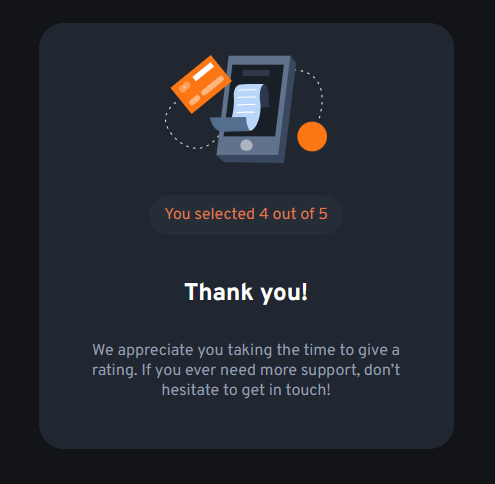 You selected 4 out of 5
Thank you!
We appreciate you taking the time to give a
rating. If you ever need more support, don’t
hesitate to get in touch!